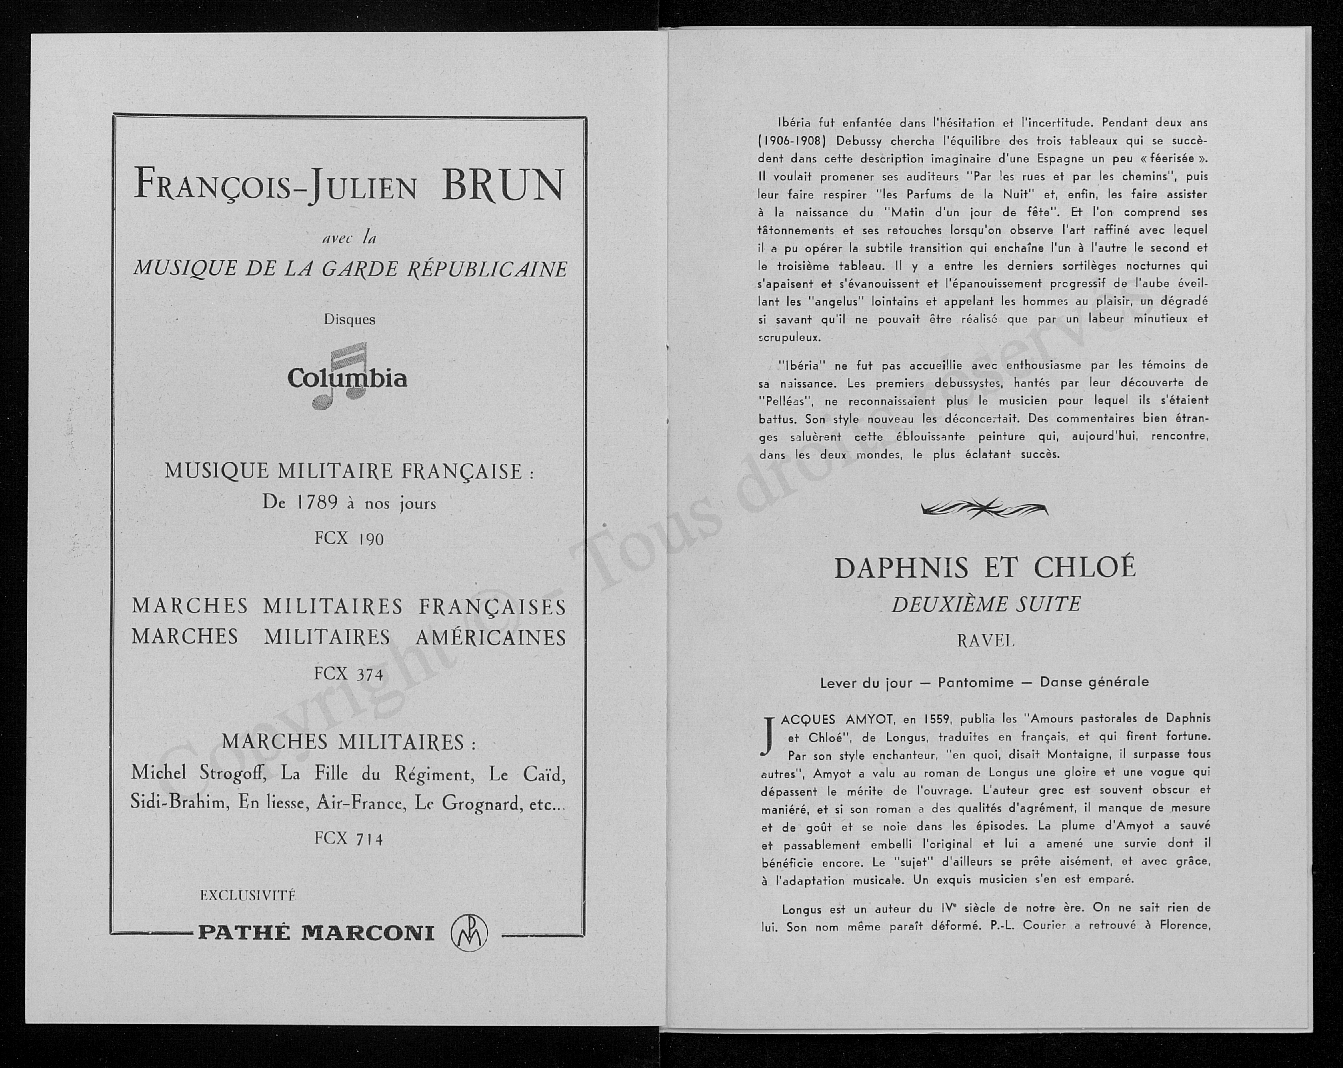 FRANÇOIS-JULIEN BRUN
avec la
MUSIQUE DE LA GARDE RÉPUBLICAINE
Disques
Columbia
MUSIQUE MILITAIRE FRANÇAISE :
De 1789 à nos jours
FCX 190
MARCHES MILITAIRES FRANÇAISES
MARCHES MILITAIRES AMÉRICAINES
FCX 374
MARCHES MILITAIRES :
Michel Strogoff, La Fille du Régiment, Le Caïd,
Sidi-Brahim, En liesse, Air-France, Le Grognard, etc...
FCX 714
EXCLUSIVITÉ
PATHÉ MARCONI PM
Ibéria fut enfantée dans l'hésitation et l'incertitude. Pendant deux ans
(1906-1908) Debussy chercha l'équilibre des trois tableaux qui se succè-
dent dans cette description imaginaire d'une Espagne un peu « féerisée ».
Il voulait promener ses auditeurs "Par les rues et par les chemins", puis
leur faire respirer "les Parfums de la Nuit" et, enfin, les faire assister
à la naissance du "Matin d'un jour de fête". Et l'on comprend ses
tâtonnements et ses retouches lorsqu'on observe l'art raffiné avec lequel
il a pu opérer la subtile transition qui enchaîne l'un à l'autre le second et
le troisième tableau. Il y a entre les derniers sortilèges nocturnes qui
s'apaisent et s'évanouissent et l'épanouissement progressif de l'aube éveil-
lant les "angelus" lointains et appelant les hommes au plaisir, un dégradé
si savant qu'il ne pouvait être réalisé que par un labeur minutieux et
scrupuleux.
"Ibéria" ne fut pas accueillie avec enthousiasme par les témoins de
sa naissance. Les premiers debussystes, hantés par leur découverte de
"Pelléas", ne reconnaissaient plus le musicien pour lequel ils s'étaient
battus. Son style nouveau les déconcertait. Des commentaires bien étran-
ges saluèrent cette éblouissante peinture qui, aujourd'hui, rencontre,
dans les deux mondes, le plus éclatant succès.
DAPHNIS ET CHLOÉ
DEUXIÈME SUITE
RAVEL
Lever du jour — Pantomime — Danse générale
JACQUES AMYOT, en 1559, publia les "Amours pastorales de Daphnis
et Chloé", de Longus, traduites en français, et qui firent fortune.
Par son style enchanteur, "en quoi, disait Montaigne, il surpasse tous
autres", Amyot a valu au roman de Longus une gloire et une vogue qui
dépassent le mérite de l'ouvrage. L'auteur grec est souvent obscur et
maniéré, et si son roman a des qualités d'agrément, il manque de mesure
et de goût et se noie dans les épisodes. La plume d'Amyot a sauvé
et passablement embelli l'original et lui a amené une survie dont il
bénéficie encore. Le "sujet" d'ailleurs se prête aisément, et avec grâce,
à l'adaptation musicale. Un exquis musicien s'en est emparé.
Longus est un auteur du IVe siècle de notre ère. On ne sait rien de
lui. Son nom même paraît déformé. P.-L. Courier a retrouvé à Florence,
Copyright © - Tous droits réservés